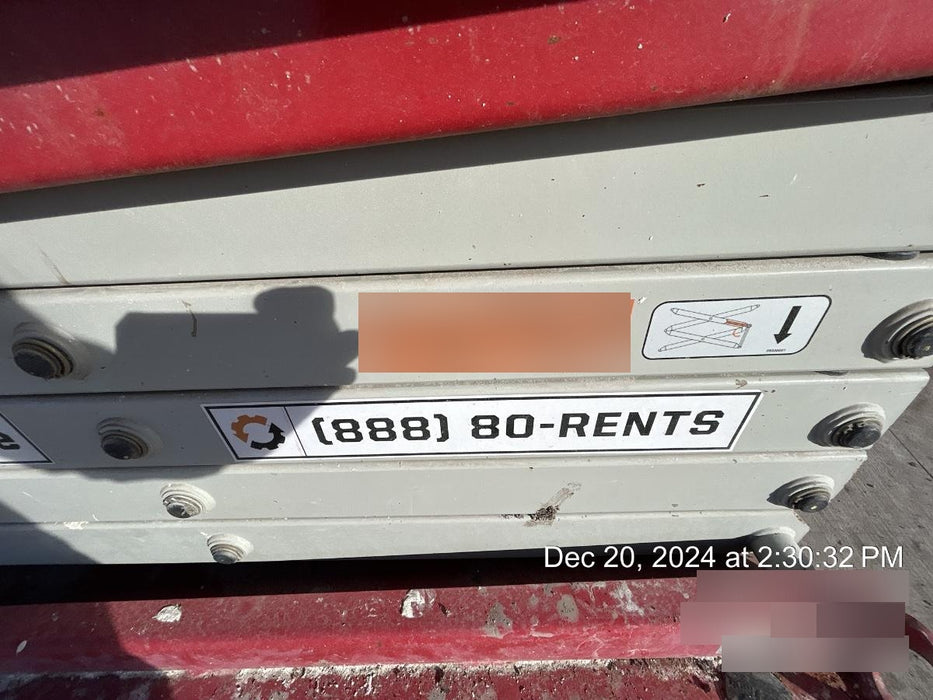 (888) 80-RENTS
Dec 20, 2024 at 2:30:32 PM